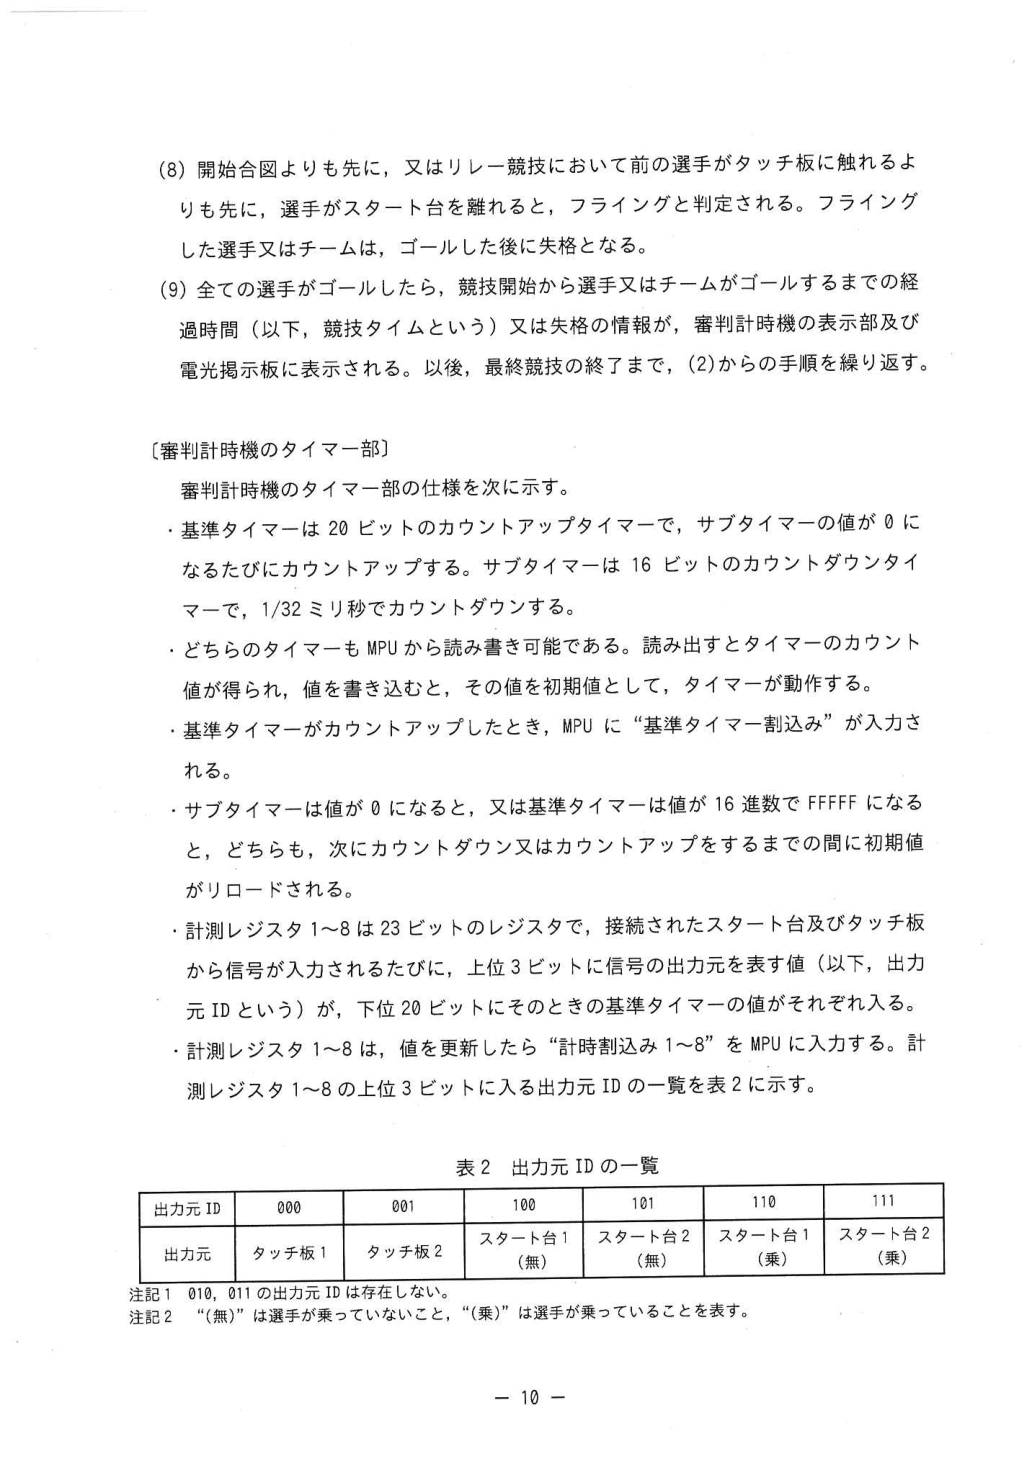 (8) 開始合図よりも先に，又はリレー競技において前の選手がタッチ板に触れるよ
りも先に，選手がスタート台を離れると，フライングと判定される。フライング
した選手又はチームは，ゴールした後に失格となる。
(9) 全ての選手がゴールしたら，競技開始から選手又はチームがゴールするまでの経
過時間（以下，競技タイムという）又は失格の情報が，審判計時機の表示部及び
電光掲示板に表示される。以後，最終競技の終了まで，(2)からの手順を繰り返す。
〔審判計時機のタイマー部〕
審判計時機のタイマー部の仕様を次に示す。
・基準タイマーは 20 ビットのカウントアップタイマーで，サブタイマーの値が 0 に
なるたびにカウントアップする。サブタイマーは 16 ビットのカウントダウンタイ
マーで，1/32 ミリ秒でカウントダウンする。
・どちらのタイマーも MPU から読み書き可能である。読み出すとタイマーのカウント
値が得られ，値を書き込むと，その値を初期値として，タイマーが動作する。
・基準タイマーがカウントアップしたとき，MPU に“基準タイマー割込み”が入力さ
れる。
・サブタイマーは値が 0 になると，又は基準タイマーは値が 16 進数で FFFFF になる
と，どちらも，次にカウントダウン又はカウントアップをするまでの間に初期値
がリロードされる。
・計測レジスタ 1～8 は 23 ビットのレジスタで，接続されたスタート台及びタッチ板
から信号が入力されるたびに，上位 3 ビットに信号の出力元を表す値（以下，出力
元 ID という）が，下位 20 ビットにそのときの基準タイマーの値がそれぞれ入る。
・計測レジスタ 1～8 は，値を更新したら“計時割込み 1～8”を MPU に入力する。計
測レジスタ 1～8 の上位 3 ビットに入る出力元 ID の一覧を表 2 に示す。
表 2　出力元 ID の一覧
出力元 ID 000 001 100 101 110 111
出力元 タッチ板 1 タッチ板 2 スタート台 1 （無） スタート台 2 （無） スタート台 1 （乗） スタート台 2 （乗）
注記 1　010，011 の出力元 ID は存在しない。
注記 2　“（無）”は選手が乗っていないこと，“（乗）”は選手が乗っていることを表す。
－ 10 －